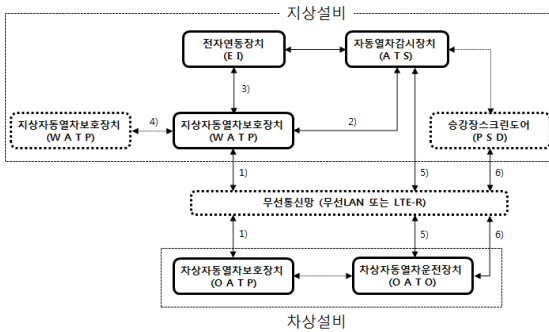 지상설비
전자연동장치
(E I)
자동열차감시장치
(A T S)
3)
지상자동열차보호장치
(W A T P)
4)
지상자동열차보호장치
(W A T P)
2)
승강장스크린도어
(P S D)
1)
5)
6)
무선통신망 (무선LAN 또는 LTE-R)
1)
5)
6)
차상자동열차보호장치
(O A T P)
차상자동열차운전장치
(O A T O)
차상설비